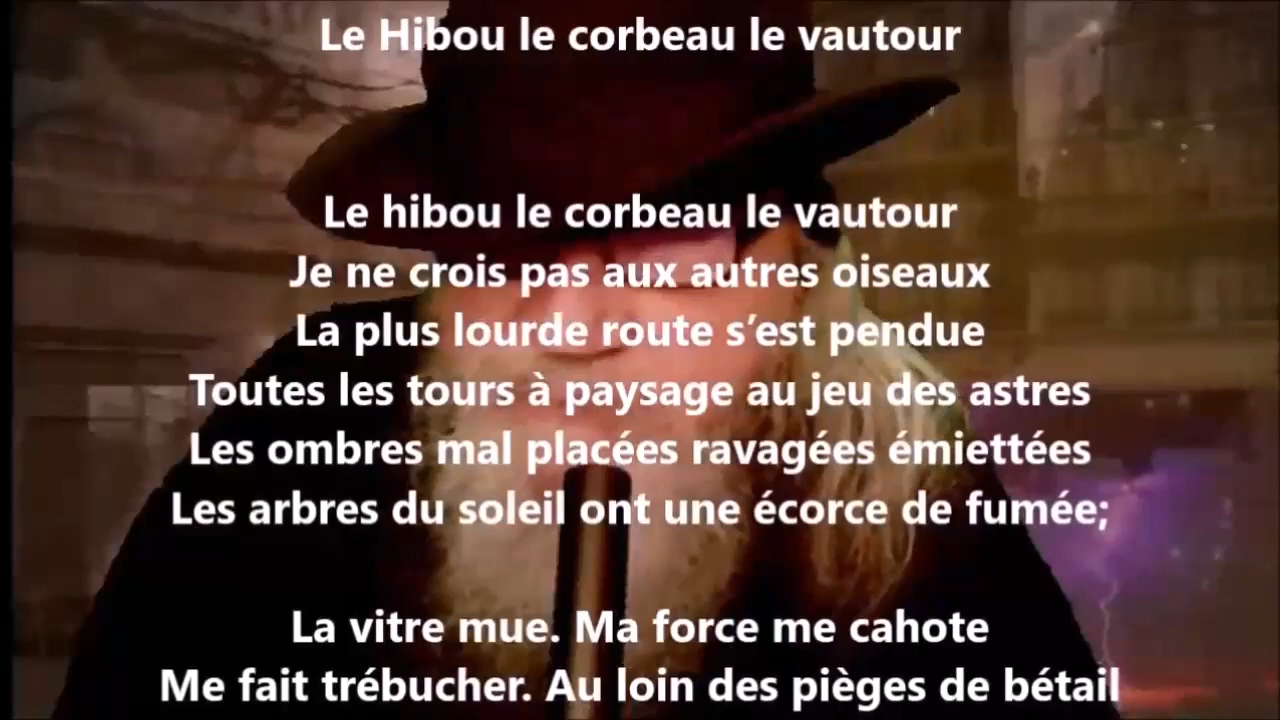 Le Hibou le corbeau le vautour
Le hibou le corbeau le vautour
Je ne crois pas aux autres oiseaux
La plus lourde route s’est pendue
Toutes les tours à paysage au jeu des astres
Les ombres mal placées ravagées émiettées
Les arbres du soleil ont une écorce de fumée;
La vitre mue. Ma force me cahote
Me fait trébucher. Au loin des pièges de bétail